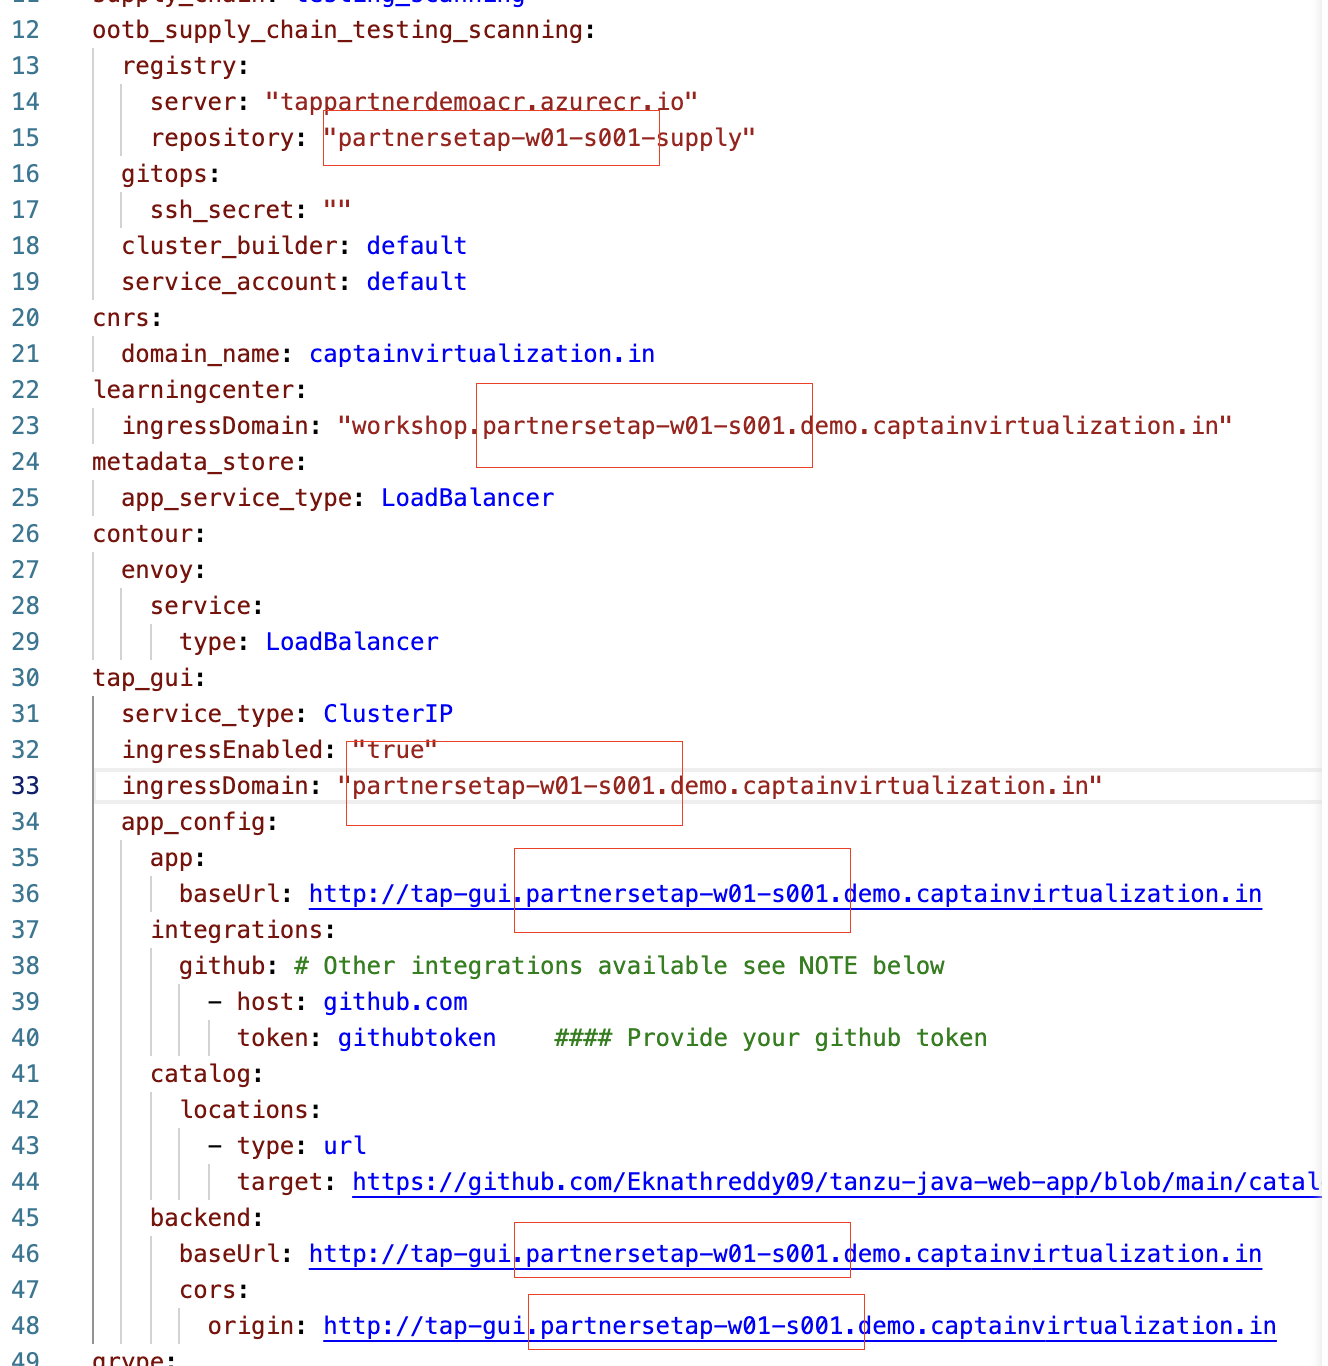 11 supply_chain: testing_scanning
12 ootb_supply_chain_testing_scanning:
13 registry:
14 server: "tappartnerdemoacr.azurecr.io"
15 repository: "partnersetap-w01-s001-supply"
16 gitops:
17 ssh_secret: ""
18 cluster_builder: default
19 service_account: default
20 cnrs:
21 domain_name: captainvirtualization.in
22 learningcenter:
23 ingressDomain: "workshop.partnersetap-w01-s001.demo.captainvirtualization.in"
24 metadata_store:
25 app_service_type: LoadBalancer
26 contour:
27 envoy:
28 service:
29 type: LoadBalancer
30 tap_gui:
31 service_type: ClusterIP
32 ingressEnabled: "true"
33 ingressDomain: "partnersetap-w01-s001.demo.captainvirtualization.in"
34 app_config:
35 app:
36 baseUrl: http://tap-gui.partnersetap-w01-s001.demo.captainvirtualization.in
37 integrations:
38 github: # Other integrations available see NOTE below
39 - host: github.com
40 token: githubtoken #### Provide your github token
41 catalog:
42 locations:
43 - type: url
44 target: https://github.com/Eknathreddy09/tanzu-java-web-app/blob/main/catal
45 backend:
46 baseUrl: http://tap-gui.partnersetap-w01-s001.demo.captainvirtualization.in
47 cors:
48 origin: http://tap-gui.partnersetap-w01-s001.demo.captainvirtualization.in
49 grype: